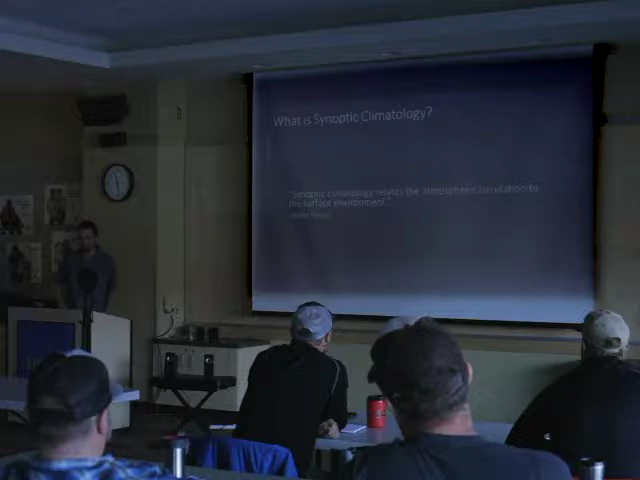 What is Synoptic Climatology?
"Synoptic climatology relates the atmospheric circulation to
the surface environment."